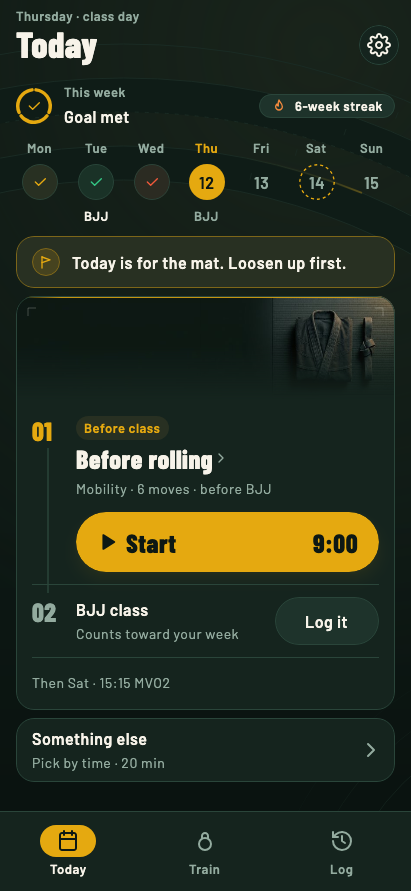 Thursday · class day
Today
This week
Goal met
6-week streak
Mon Tue Wed Thu Fri Sat Sun
12 13 14 15
BJJ BJJ
Today is for the mat. Loosen up first.
01
Before class
Before rolling
Mobility · 6 moves · before BJJ
Start 9:00
02
BJJ class
Counts toward your week
Log it
Then Sat · 15:15 MVO2
Something else
Pick by time · 20 min
Today Train Log